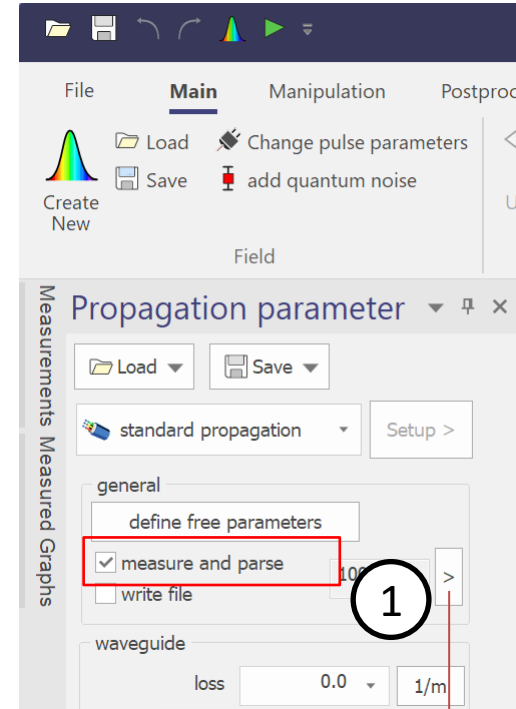 File Main Manipulation
Load Change pulse parameters
Save add quantum noise
Create
New
Field
Measurements
Measured Graphs
Propagation parameter
Load Save
standard propagation Setup >
general
define free parameters
measure and parse
write file
>
1
waveguide
loss 0.0 1/m